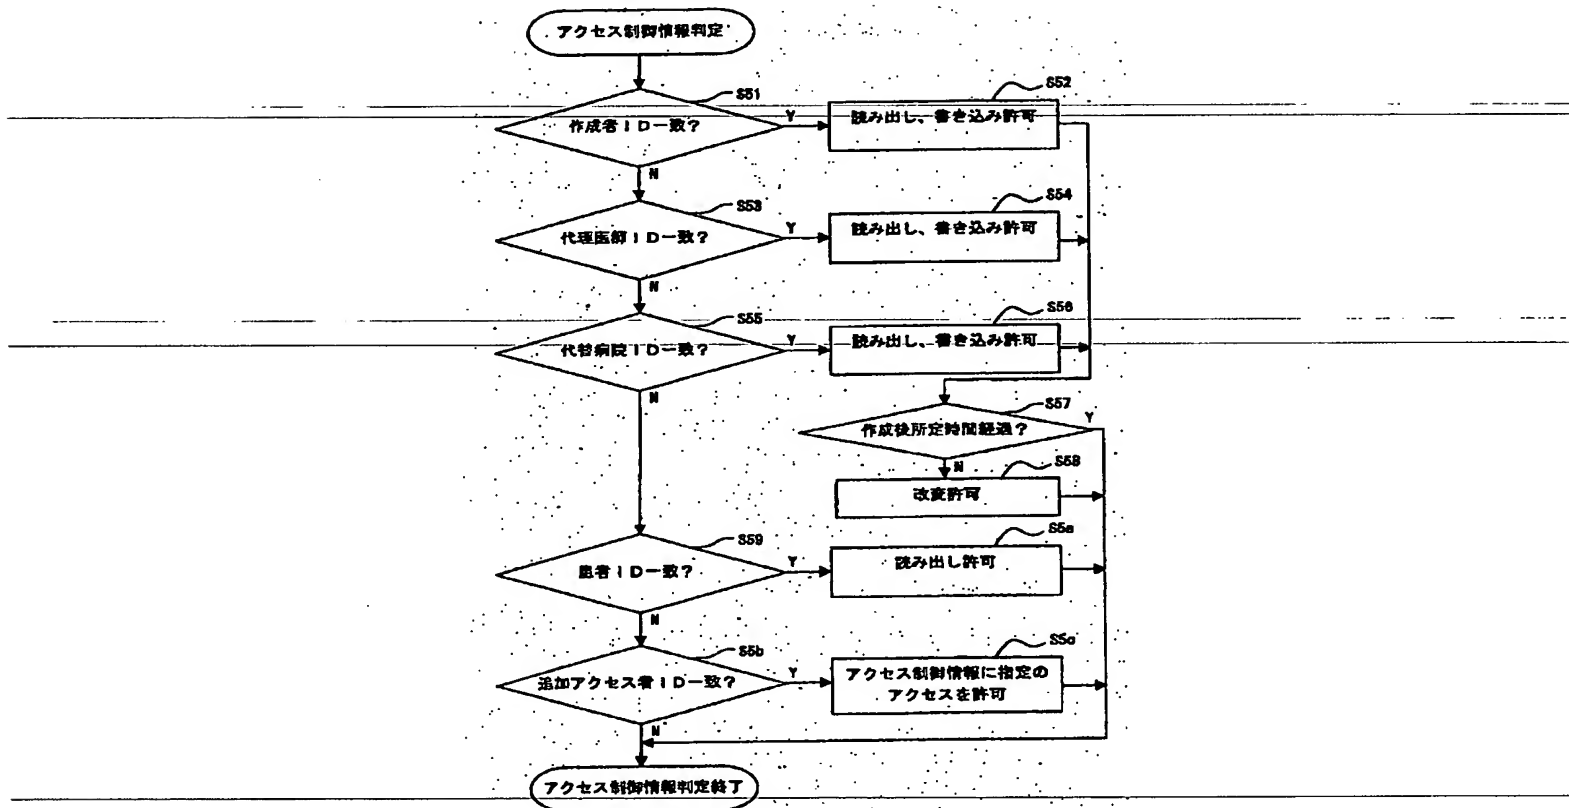 アクセス制御情報判定
S51
作成者ID一致?
Y
N
S52
読み出し、書き込み許可
S53
代理医師ID一致?
Y
N
S54
読み出し、書き込み許可
S55
代替病院ID一致?
Y
N
S56
読み出し、書き込み許可
S57
作成後所定時間経過?
Y
N
S58
改変許可
S59
患者ID一致?
Y
N
S5a
読み出し許可
S5b
追加アクセス者ID一致?
Y
N
S5c
アクセス制御情報に指定の
アクセスを許可
アクセス制御情報判定終了